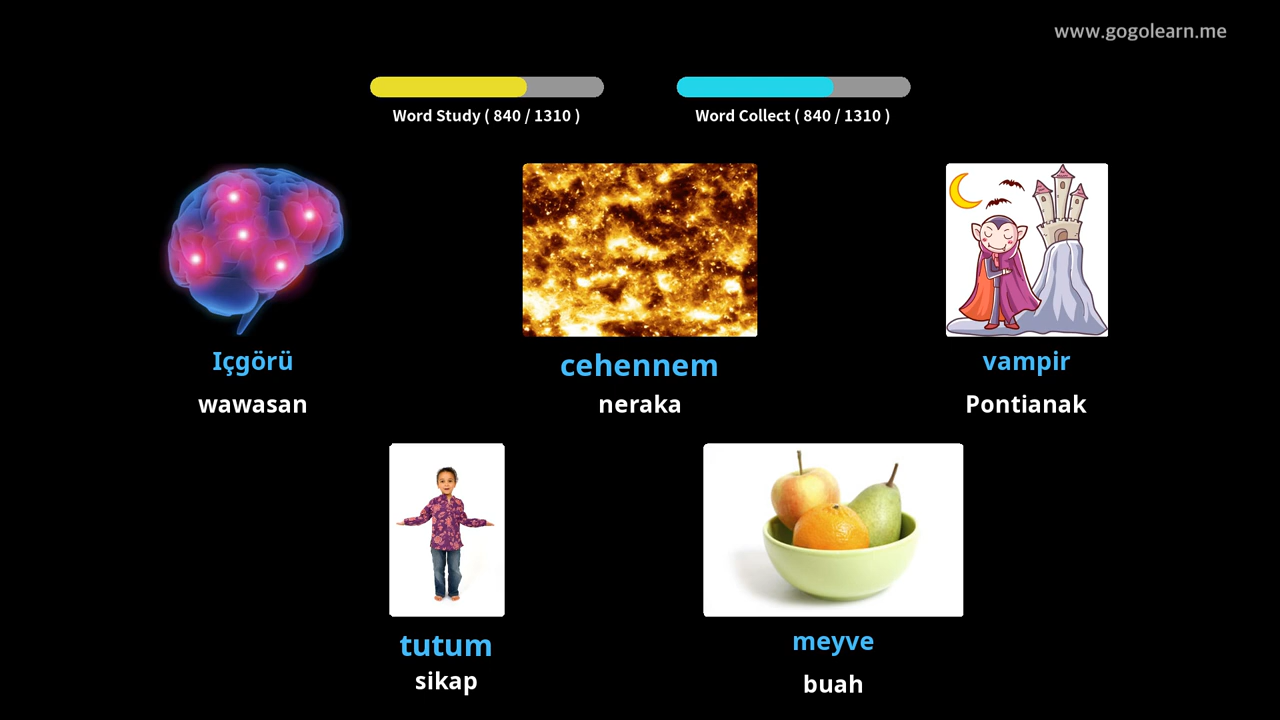 www.gogolearn.me
Word Study ( 840 / 1310 )
Word Collect ( 840 / 1310 )
Içgörü
wawasan
cehennem
neraka
vampir
Pontianak
tutum
sikap
meyve
buah